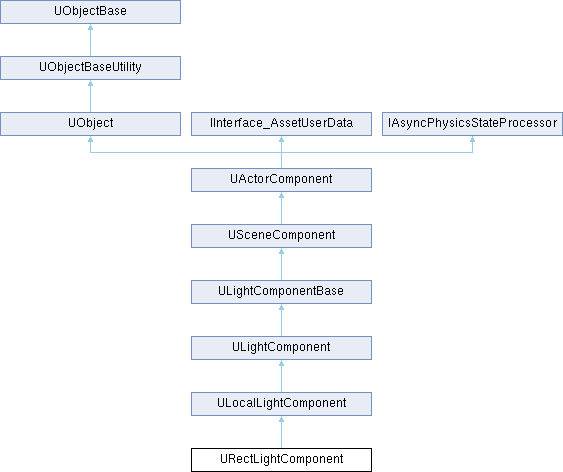 UObjectBase
UObjectBaseUtility
UObject
IInterface_AssetUserData
IAsyncPhysicsStateProcessor
UActorComponent
USceneComponent
ULightComponentBase
ULightComponent
ULocalLightComponent
URectLightComponent